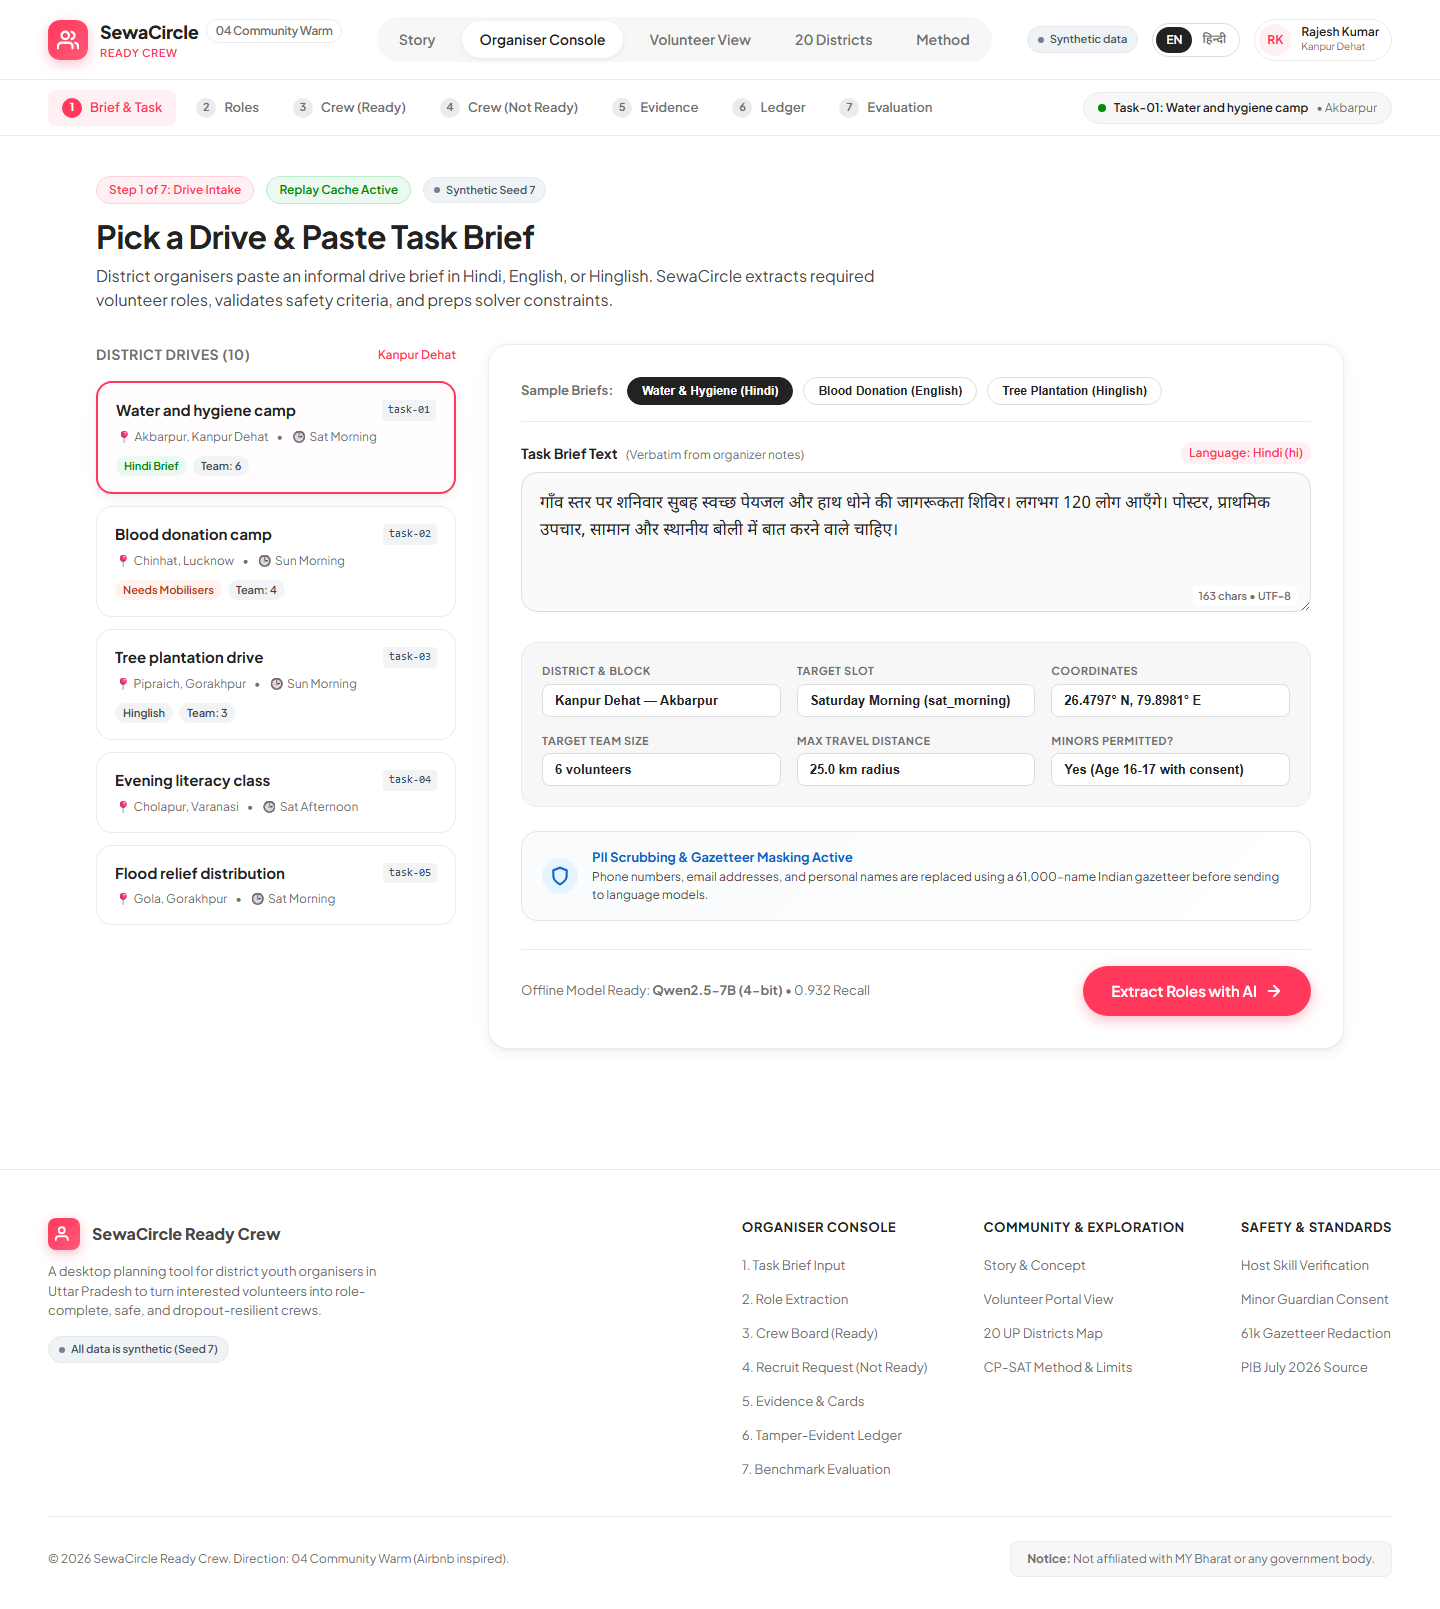 SewaCircle
04 Community Warm
READY CREW
Story
Organiser Console
Volunteer View
20 Districts
Method
Synthetic data
EN
हिन्दी
RK
Rajesh Kumar
Kanpur Dehat
1 Brief & Task
2 Roles
3 Crew (Ready)
4 Crew (Not Ready)
5 Evidence
6 Ledger
7 Evaluation
Task-01: Water and hygiene camp • Akbarpur
Step 1 of 7: Drive Intake
Replay Cache Active
Synthetic Seed 7
Pick a Drive & Paste Task Brief
District organisers paste an informal drive brief in Hindi, English, or Hinglish. SewaCircle extracts required
volunteer roles, validates safety criteria, and preps solver constraints.
DISTRICT DRIVES (10)
Kanpur Dehat
Water and hygiene camp
task-01
Akbarpur, Kanpur Dehat • Sat Morning
Hindi Brief
Team: 6
Blood donation camp
task-02
Chinhat, Lucknow • Sun Morning
Needs Mobilisers
Team: 4
Tree plantation drive
task-03
Pipraich, Gorakhpur • Sun Morning
Hinglish
Team: 3
Evening literacy class
task-04
Cholapur, Varanasi • Sat Afternoon
Flood relief distribution
task-05
Gola, Gorakhpur • Sat Morning
Sample Briefs:
Water & Hygiene (Hindi)
Blood Donation (English)
Tree Plantation (Hinglish)
Task Brief Text (Verbatim from organizer notes)
Language: Hindi (hi)
गाँव स्तर पर शनिवार सुबह स्वच्छ पेयजल और हाथ धोने की जागरूकता शिविर। लगभग 120 लोग आएँगे। पोस्टर, प्राथमिक
उपचार, सामान और स्थानीय बोली में बात करने वाले चाहिए।
163 chars • UTF-8
DISTRICT & BLOCK
Kanpur Dehat — Akbarpur
TARGET SLOT
Saturday Morning (sat_morning)
COORDINATES
26.4797° N, 79.8981° E
TARGET TEAM SIZE
6 volunteers
MAX TRAVEL DISTANCE
25.0 km radius
MINORS PERMITTED?
Yes (Age 16-17 with consent)
PII Scrubbing & Gazetteer Masking Active
Phone numbers, email addresses, and personal names are replaced using a 61,000-name Indian gazetteer before sending
to language models.
Offline Model Ready: Qwen2.5-7B (4-bit) • 0.932 Recall
Extract Roles with AI →
SewaCircle Ready Crew
A desktop planning tool for district youth organisers in
Uttar Pradesh to turn interested volunteers into role-
complete, safe, and dropout-resilient crews.
All data is synthetic (Seed 7)
ORGANISER CONSOLE
1. Task Brief Input
2. Role Extraction
3. Crew Board (Ready)
4. Recruit Request (Not Ready)
5. Evidence & Cards
6. Tamper-Evident Ledger
7. Benchmark Evaluation
COMMUNITY & EXPLORATION
Story & Concept
Volunteer Portal View
20 UP Districts Map
CP-SAT Method & Limits
SAFETY & STANDARDS
Host Skill Verification
Minor Guardian Consent
61k Gazetteer Redaction
PIB July 2026 Source
© 2026 SewaCircle Ready Crew. Direction: 04 Community Warm (Airbnb inspired).
Notice: Not affiliated with MY Bharat or any government body.